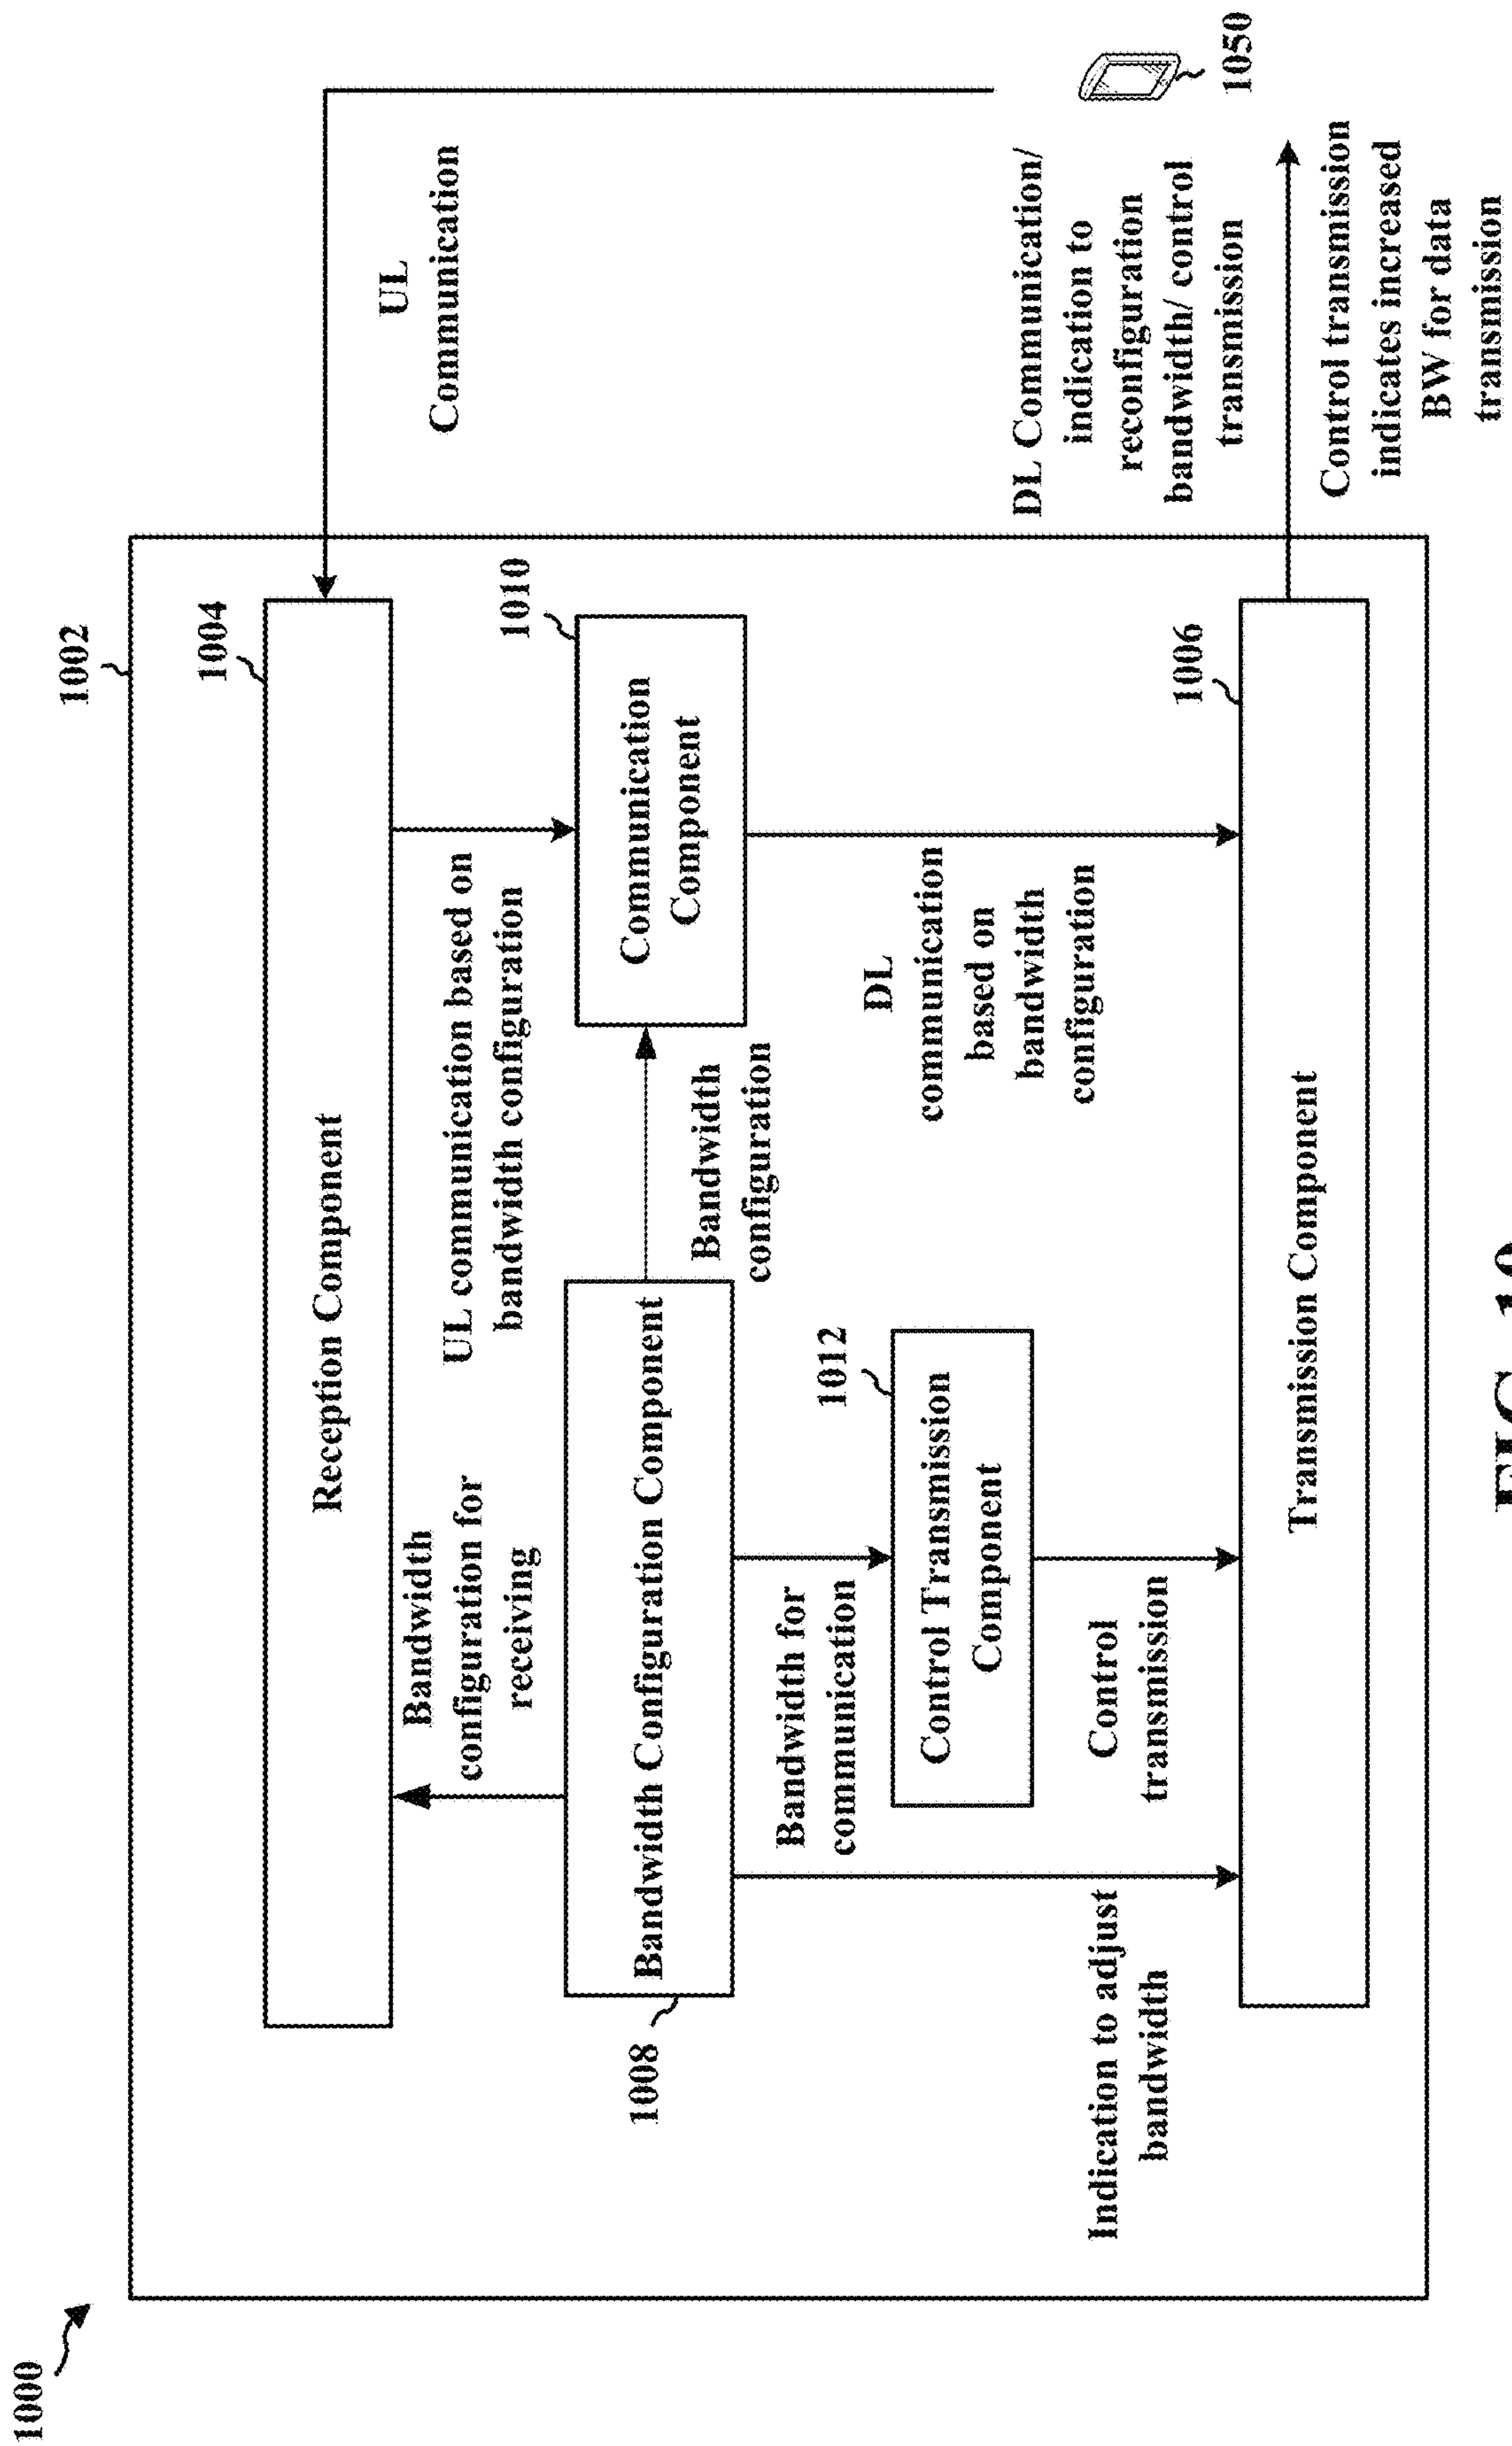 1000
1002
1004
Reception Component
UL
Communication
Bandwidth
configuration for
receiving
UL communication based on
bandwidth configuration
1010
1008
Bandwidth Configuration Component
Bandwidth
configuration
Communication
Component
Bandwidth for
communication
1012
Control Transmission
Component
DL
communication
based on
bandwidth
configuration
DL Communication/
indication to
reconfiguration
bandwidth/ control
transmission
1050
Indication to adjust
bandwidth
Control
transmission
1006
Transmission Component
Control transmission
indicates increased
BW for data
transmission
FIG. 10